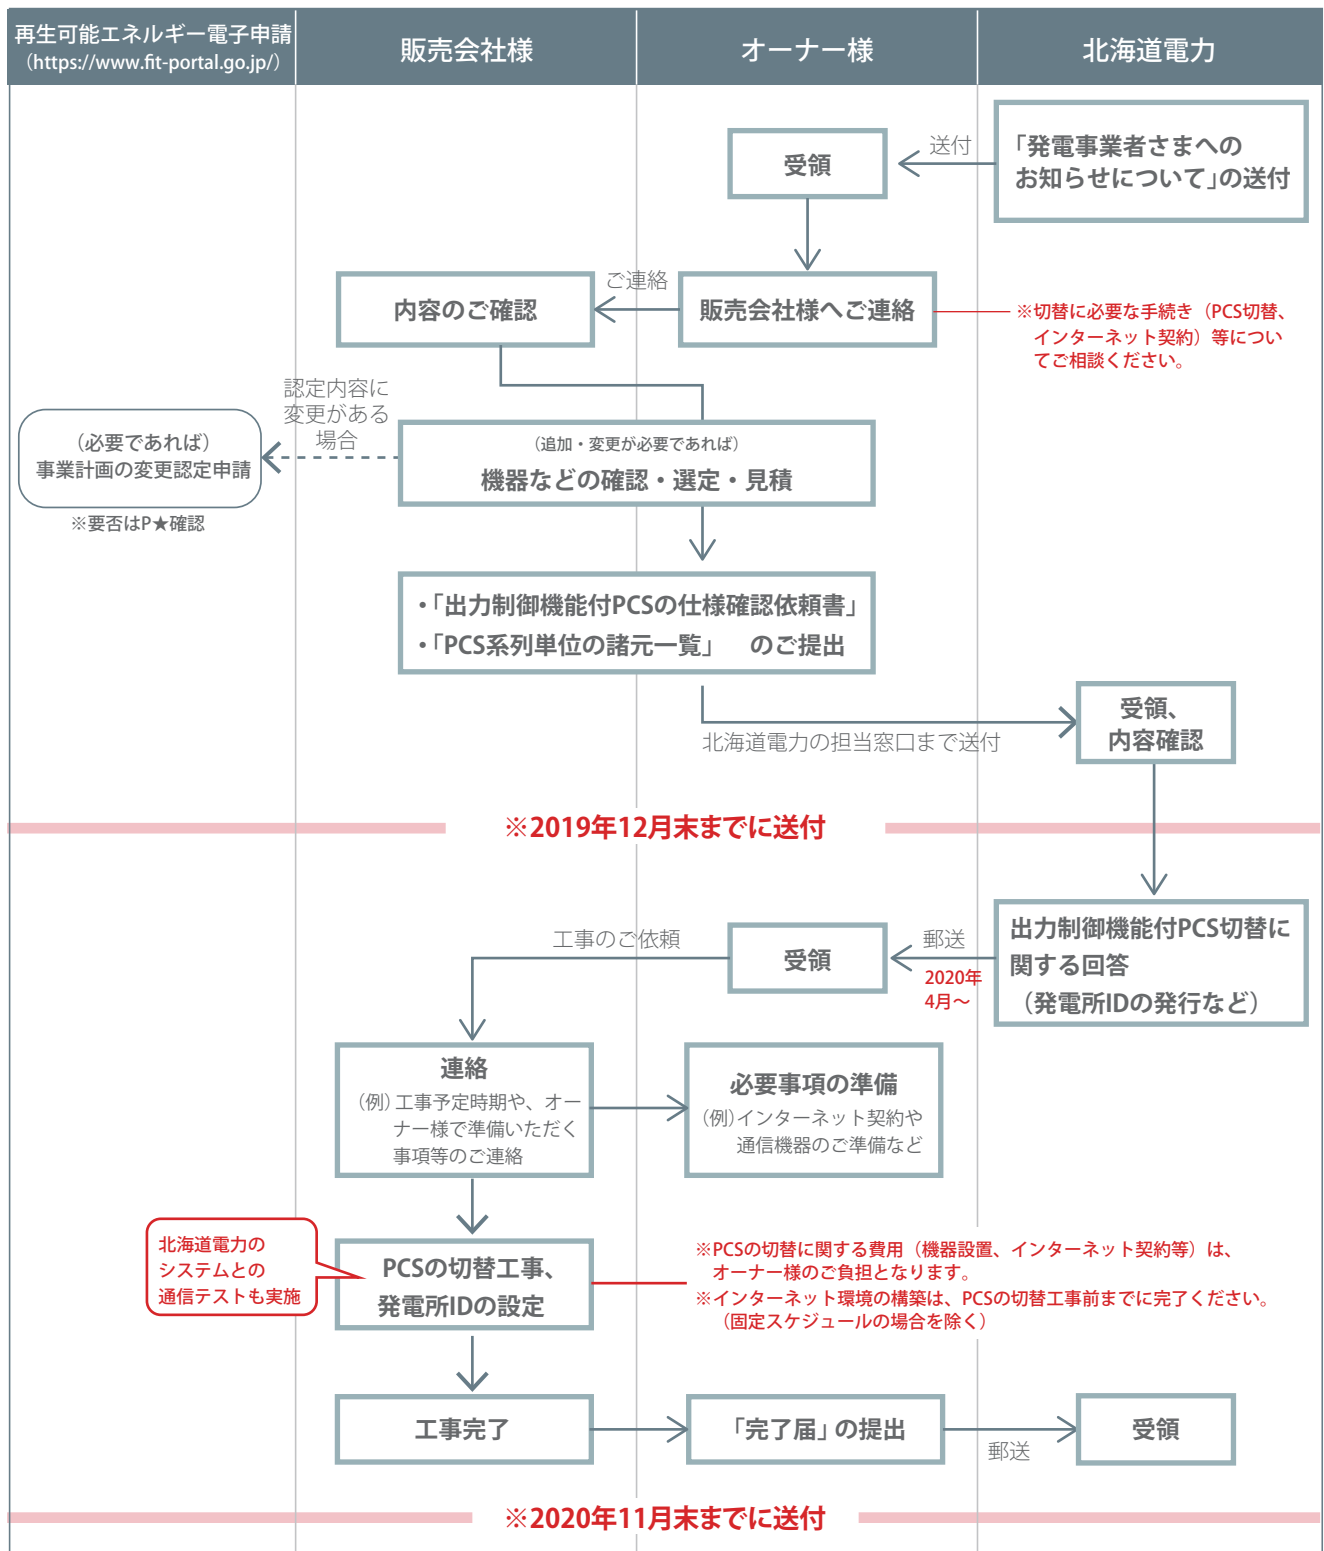 再生可能エネルギー電子申請
（https://www.fit-portal.go.jp/）
販売会社様
オーナー様
北海道電力
「発電事業者さまへの
お知らせについて」の送付
送付
受領
ご連絡
内容のご確認
販売会社様へご連絡
※切替に必要な手続き（PCS切替、
インターネット契約）等につい
てご相談ください。
認定内容に
変更がある
場合
（必要であれば）
事業計画の変更認定申請
※要否はP★確認
（追加・変更が必要であれば）
機器などの確認・選定・見積
・「出力制御機能付PCSの仕様確認依頼書」
・「PCS系列単位の諸元一覧」　のご提出
受領、
内容確認
北海道電力の担当窓口まで送付
※2019年12月末までに送付
出力制御機能付PCS切替に
関する回答
（発電所IDの発行など）
郵送
2020年
4月～
受領
工事のご依頼
連絡
（例）工事予定時期や、オー
ナー様で準備いただく
事項等のご連絡
必要事項の準備
（例）インターネット契約や
通信機器のご準備など
北海道電力の
システムとの
通信テストも実施
PCSの切替工事、
発電所IDの設定
※PCSの切替に関する費用（機器設置、インターネット契約等）は、
オーナー様のご負担となります。
※インターネット環境の構築は、PCSの切替工事前までに完了ください。
（固定スケジュールの場合を除く）
工事完了
「完了届」の提出
郵送
受領
※2020年11月末までに送付